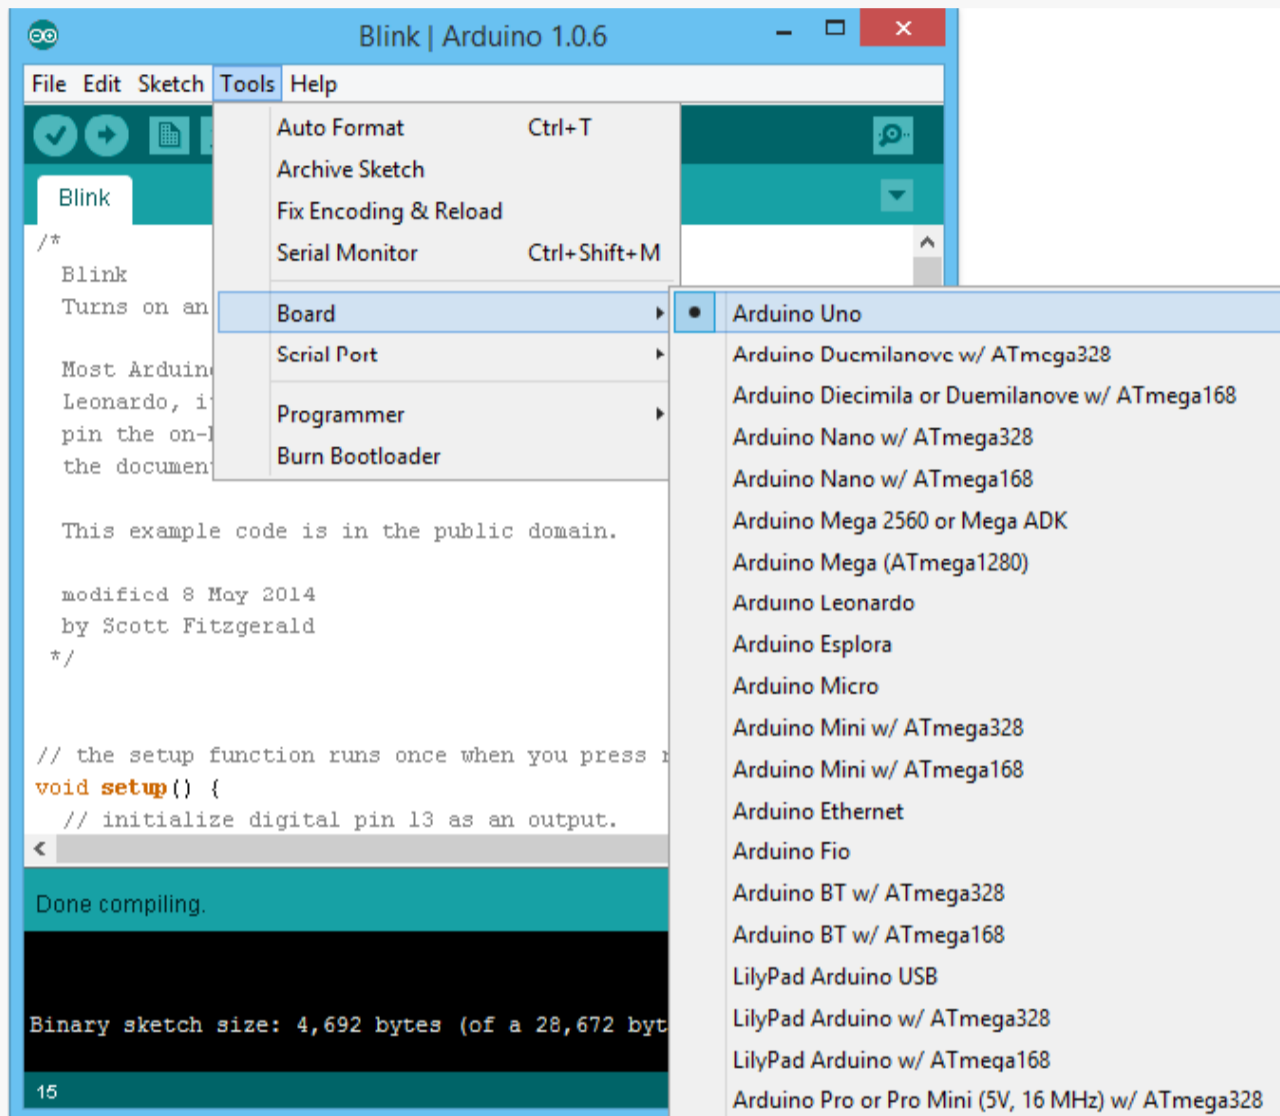 Blink | Arduino 1.0.6
File Edit Sketch Tools Help
Auto Format Ctrl+T
Archive Sketch
Fix Encoding & Reload
Serial Monitor Ctrl+Shift+M
Board
Serial Port
Programmer
Burn Bootloader
Arduino Uno
Arduino Duemilanove w/ ATmega328
Arduino Diecimila or Duemilanove w/ ATmega168
Arduino Nano w/ ATmega328
Arduino Nano w/ ATmega168
Arduino Mega 2560 or Mega ADK
Arduino Mega (ATmega1280)
Arduino Leonardo
Arduino Esplora
Arduino Micro
Arduino Mini w/ ATmega328
Arduino Mini w/ ATmega168
Arduino Ethernet
Arduino Fio
Arduino BT w/ ATmega328
Arduino BT w/ ATmega168
LilyPad Arduino USB
LilyPad Arduino w/ ATmega328
LilyPad Arduino w/ ATmega168
Arduino Pro or Pro Mini (5V, 16 MHz) w/ ATmega328
Blink
/*
Blink
Turns on an
Most Arduin
Leonardo, i
pin the on-
the documen
This example code is in the public domain.
modified 8 May 2014
by Scott Fitzgerald
*/
// the setup function runs once when you press
void setup() {
// initialize digital pin 13 as an output.
Done compiling.
Binary sketch size: 4,692 bytes (of a 28,672 byt
15